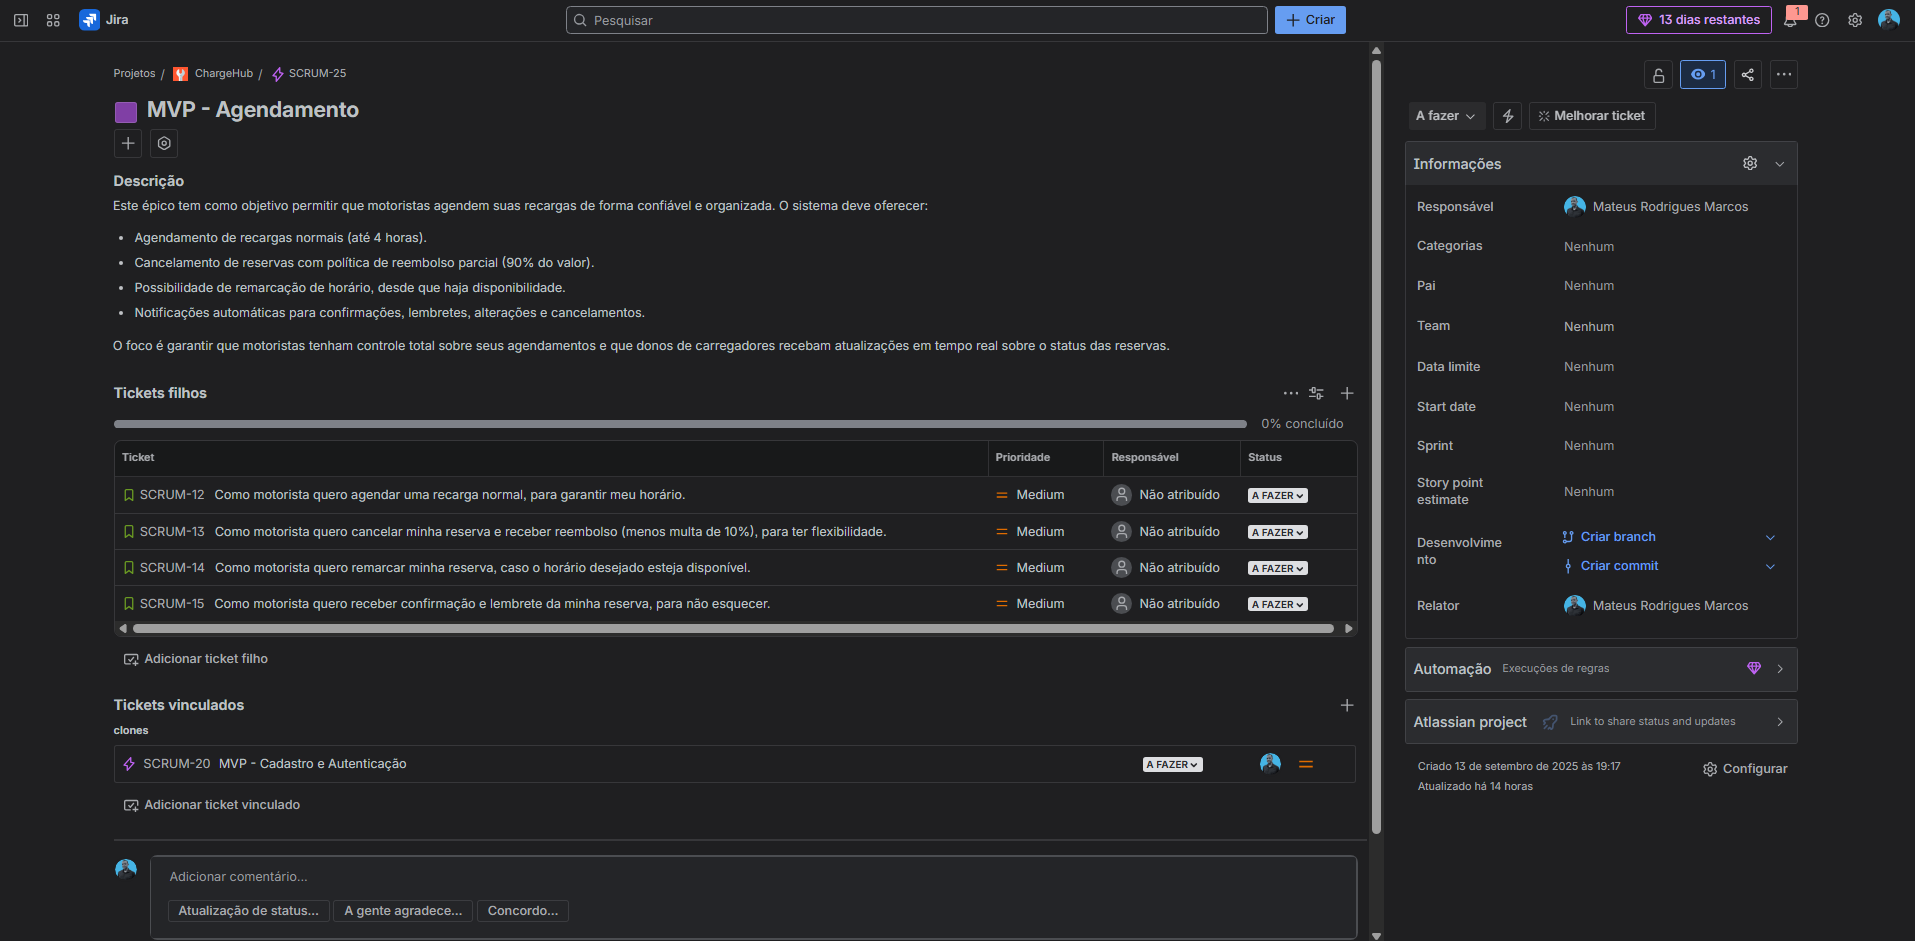 Jira
Pesquisar
Criar
13 dias restantes
1
Projetos / ChargeHub / SCRUM-25
MVP - Agendamento
Descrição
Este épico tem como objetivo permitir que motoristas agendem suas recargas de forma confiável e organizada. O sistema deve oferecer:
• Agendamento de recargas normais (até 4 horas).
• Cancelamento de reservas com política de reembolso parcial (90% do valor).
• Possibilidade de remarcação de horário, desde que haja disponibilidade.
• Notificações automáticas para confirmações, lembretes, alterações e cancelamentos.
O foco é garantir que motoristas tenham controle total sobre seus agendamentos e que donos de carregadores recebam atualizações em tempo real sobre o status das reservas.
Tickets filhos
0% concluído
Ticket Prioridade Responsável Status
SCRUM-12 Como motorista quero agendar uma recarga normal, para garantir meu horário. Medium Não atribuído A FAZER
SCRUM-13 Como motorista quero cancelar minha reserva e receber reembolso (menos multa de 10%), para ter flexibilidade. Medium Não atribuído A FAZER
SCRUM-14 Como motorista quero remarcar minha reserva, caso o horário desejado esteja disponível. Medium Não atribuído A FAZER
SCRUM-15 Como motorista quero receber confirmação e lembrete da minha reserva, para não esquecer. Medium Não atribuído A FAZER
Adicionar ticket filho
Tickets vinculados
clones
SCRUM-20 MVP - Cadastro e Autenticação A FAZER
Adicionar ticket vinculado
Adicionar comentário...
Atualização de status... A gente agradece... Concordo...
1
A fazer
Melhorar ticket
Informações
Responsável Mateus Rodrigues Marcos
Categorias Nenhum
Pai Nenhum
Team Nenhum
Data limite Nenhum
Start date Nenhum
Sprint Nenhum
Story point
estimate
Nenhum
Desenvolvime
nto
Criar branch
Criar commit
Relator Mateus Rodrigues Marcos
Automação Execuções de regras
Atlassian project Link to share status and updates
Criado 13 de setembro de 2025 às 19:17
Atualizado há 14 horas
Configurar